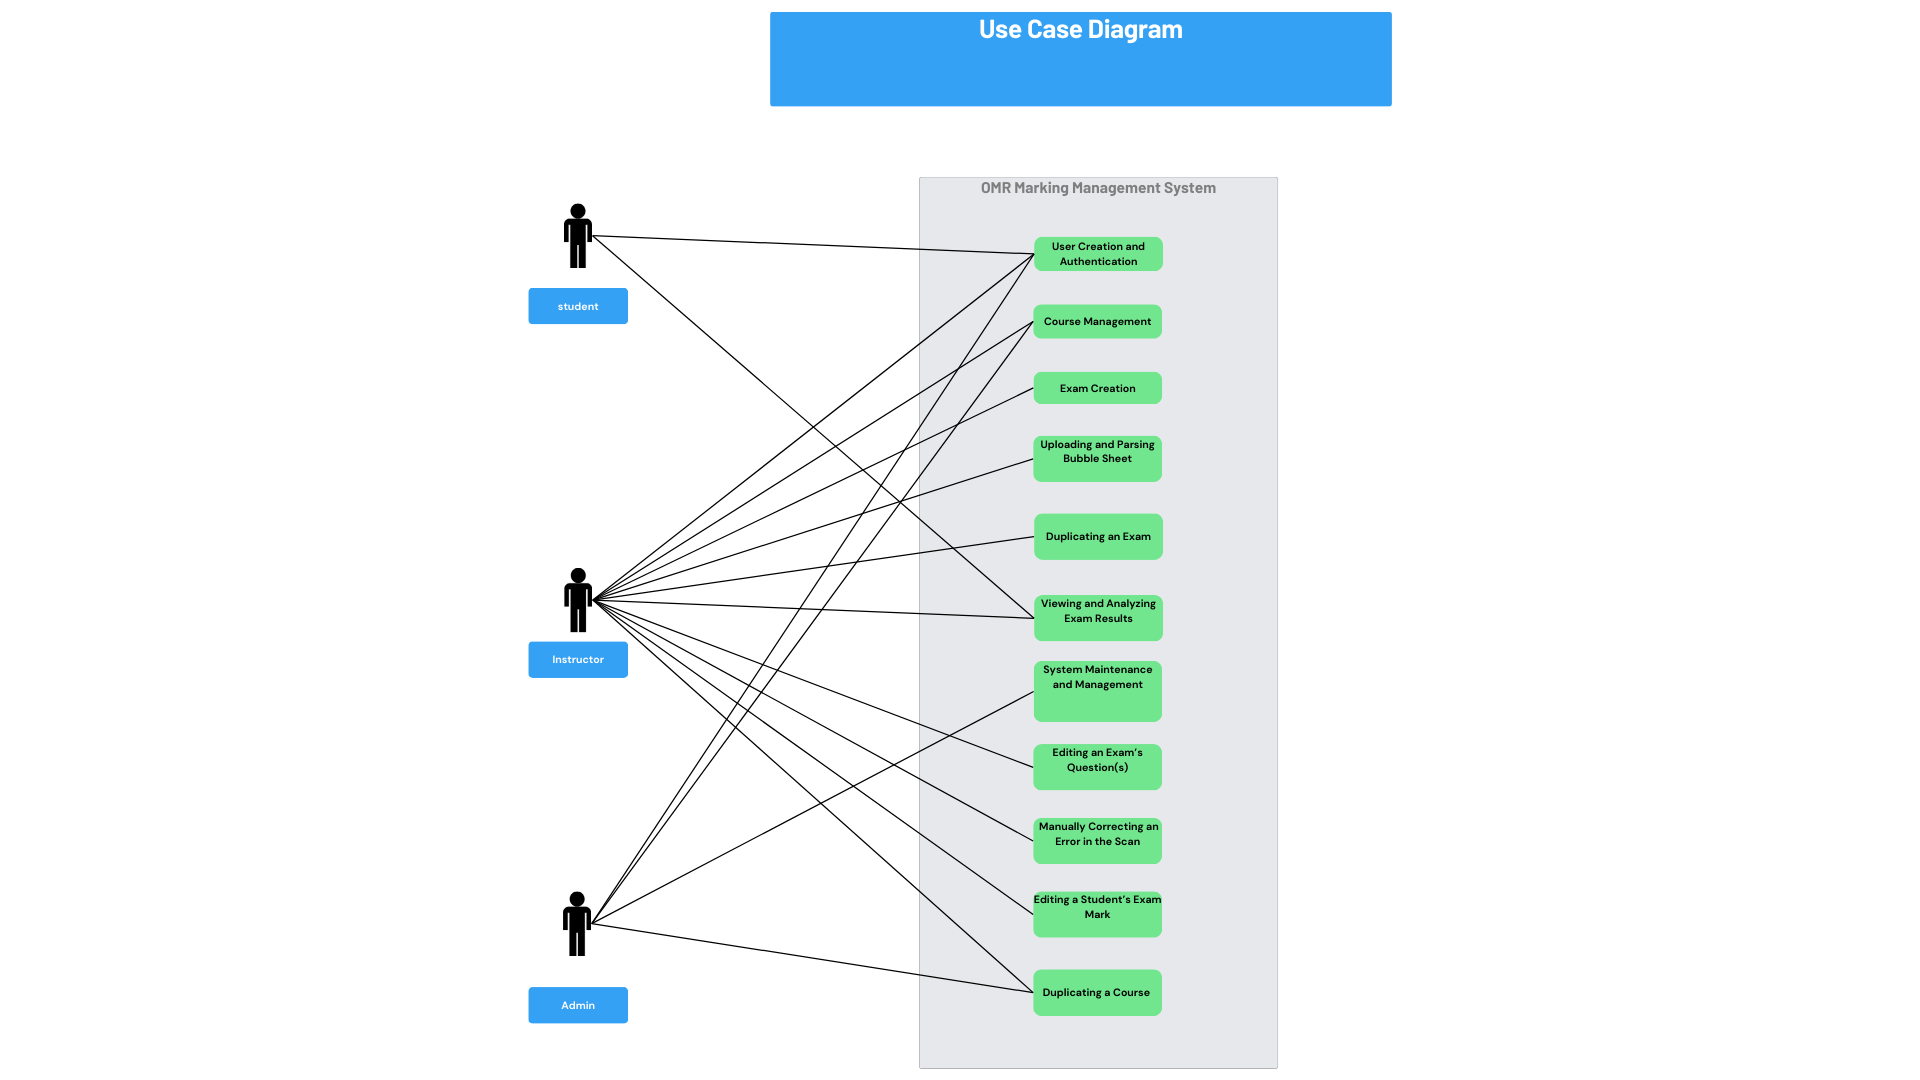 Use Case Diagram
OMR Marking Management System
student
Instructor
Admin
User Creation and
Authentication
Course Management
Exam Creation
Uploading and Parsing
Bubble Sheet
Duplicating an Exam
Viewing and Analyzing
Exam Results
System Maintenance
and Management
Editing an Exam's
Question(s)
Manually Correcting an
Error in the Scan
Editing a Student's Exam
Mark
Duplicating a Course